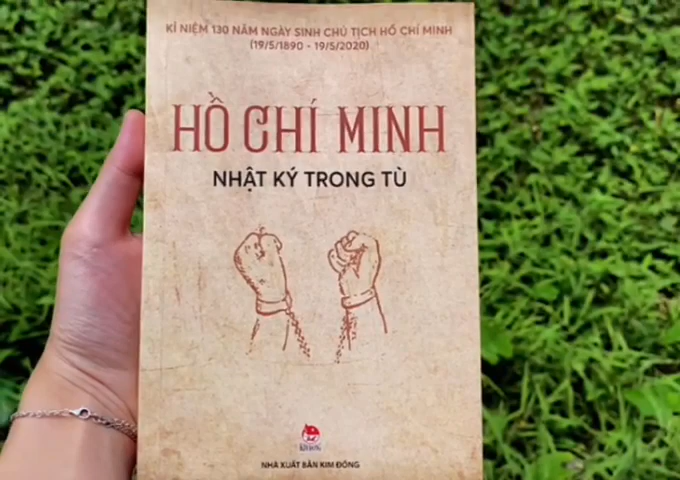 KỈ NIỆM 130 NĂM NGÀY SINH CHỦ TỊCH HỒ CHÍ MINH
(19/5/1890 - 19/5/2020)
HỒ CHÍ MINH
NHẬT KÝ TRONG TÙ
NHÀ XUẤT BẢN KIM ĐỒNG